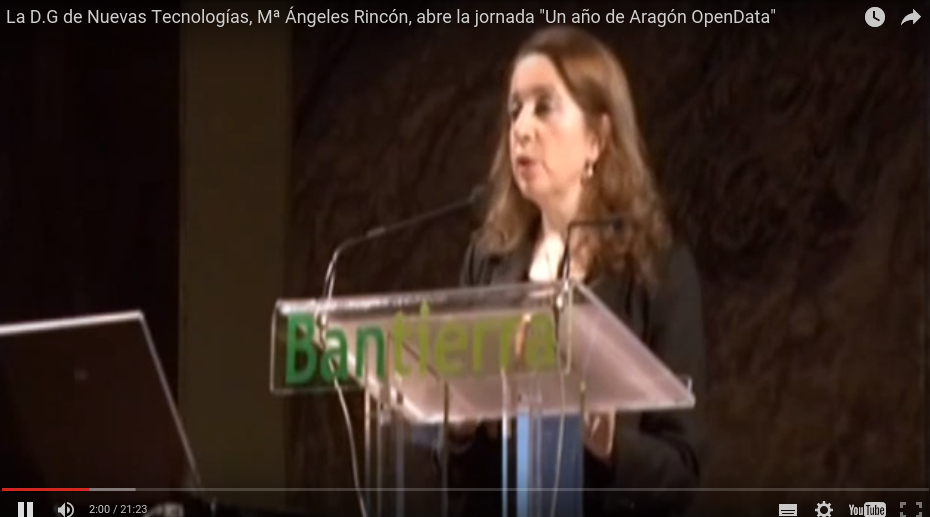 La D.G de Nuevas Tecnologías, Mª Ángeles Rincón, abre la jornada "Un año de Aragón OpenData"
Bantierra
2:00 / 21:23
YouTube